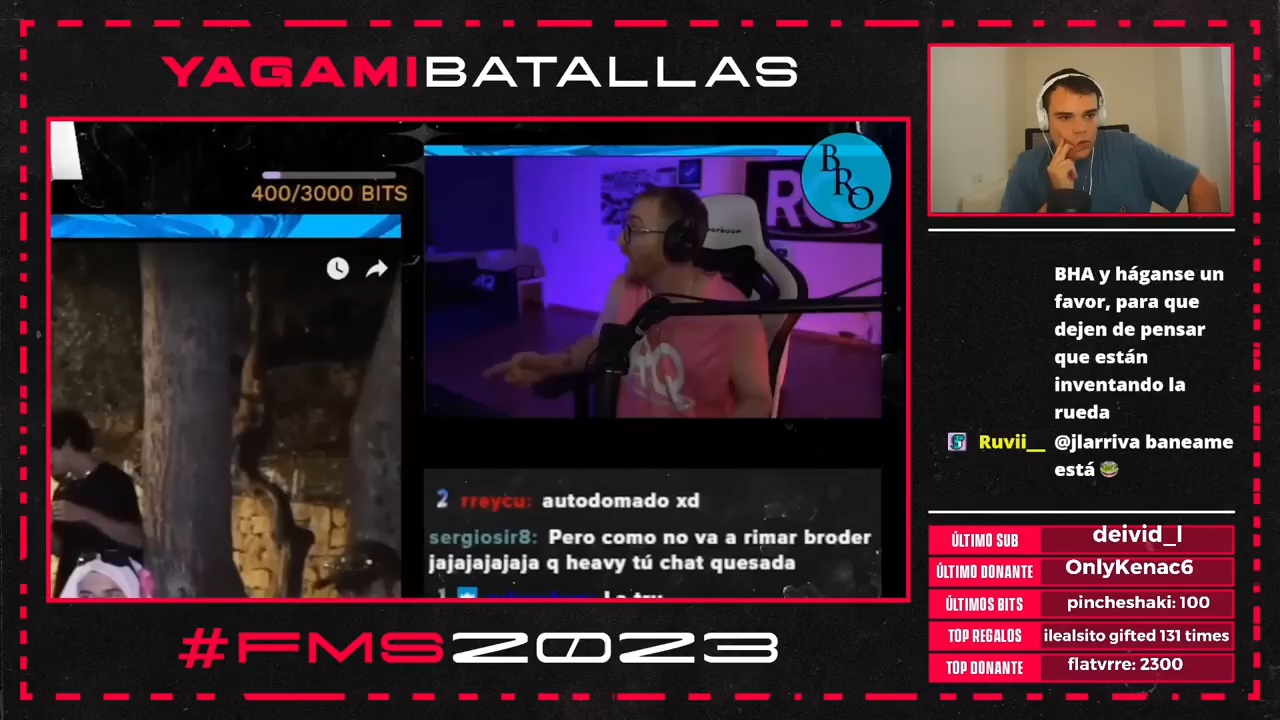 YAGAMIBATALLAS
400/3000 BITS
BRO
2 rreycu: autodomado xd
sergiosir8: Pero como no va a rimar broder
jajajajajaja q heavy tú chat quesada
#FMS2023
BHA y háganse un
favor, para que
dejen de pensar
que están
inventando la
rueda
Ruvii__ @jlarriva baneame
está
ÚLTIMO SUB deivid_l
ÚLTIMO DONANTE OnlyKenac6
ÚLTIMOS BITS pincheshaki: 100
TOP REGALOS ilealsito gifted 131 times
TOP DONANTE flatvrre: 2300